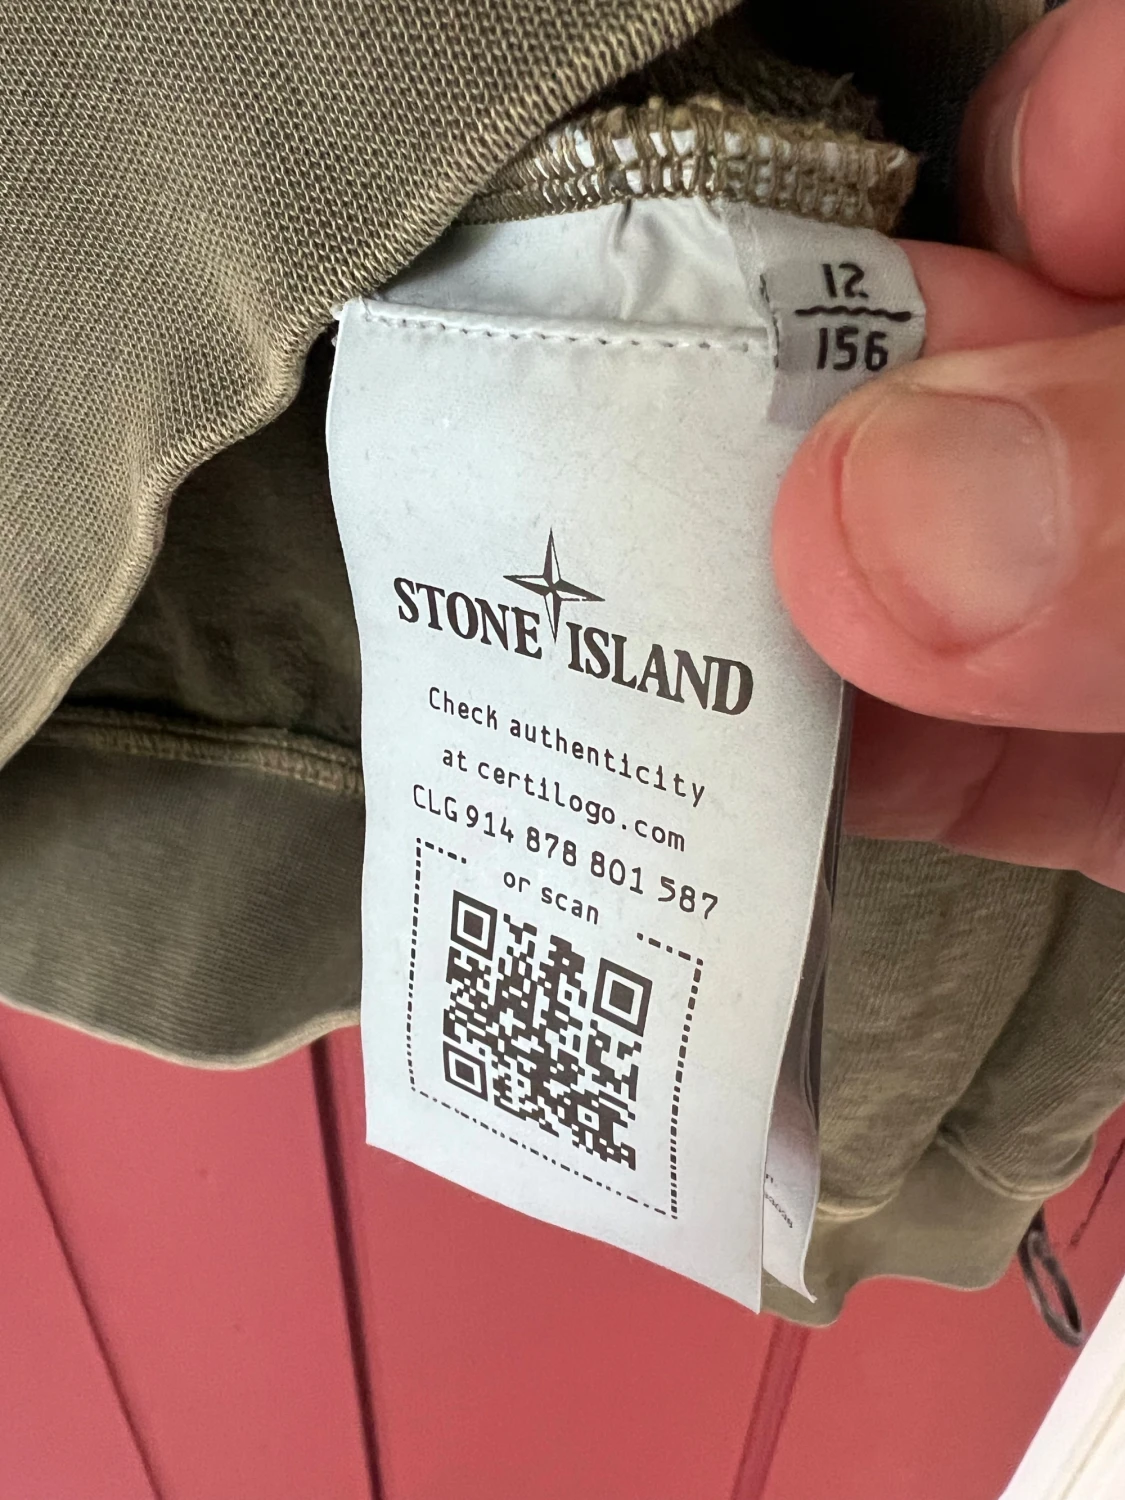 12
156
STONE ISLAND
Check authenticity
at certilogo.com
CLG 914 878 801 587
or scan